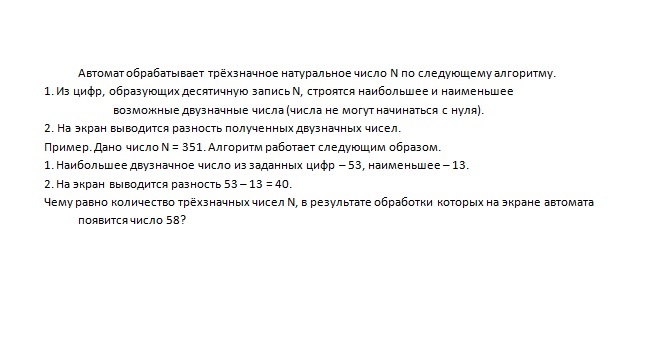 Автомат обрабатывает трёхзначное натуральное число N по следующему алгоритму.
1. Из цифр, образующих десятичную запись N, строятся наибольшее и наименьшее
возможные двузначные числа (числа не могут начинаться с нуля).
2. На экран выводится разность полученных двузначных чисел.
Пример. Дано число N = 351. Алгоритм работает следующим образом.
1. Наибольшее двузначное число из заданных цифр – 53, наименьшее – 13.
2. На экран выводится разность 53 – 13 = 40.
Чему равно количество трёхзначных чисел N, в результате обработки которых на экране автомата
появится число 58?